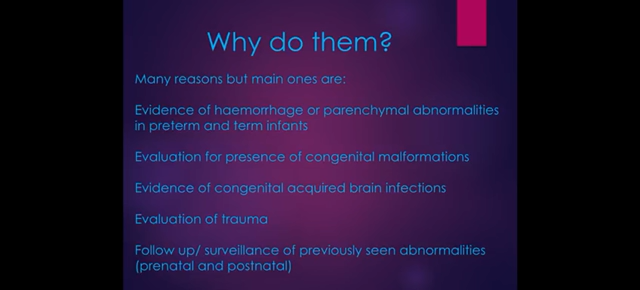 Why do them?
Many reasons but main ones are:
Evidence of haemorrhage or parenchymal abnormalities
in preterm and term infants
Evaluation for presence of congenital malformations
Evidence of congenital acquired brain infections
Evaluation of trauma
Follow up/ surveillance of previously seen abnormalities
(prenatal and postnatal)